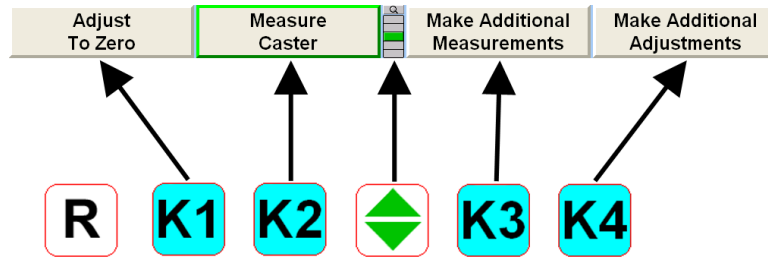 Adjust
To Zero
Measure
Caster
Make Additional
Measurements
Make Additional
Adjustments
R
K1
K2
K3
K4